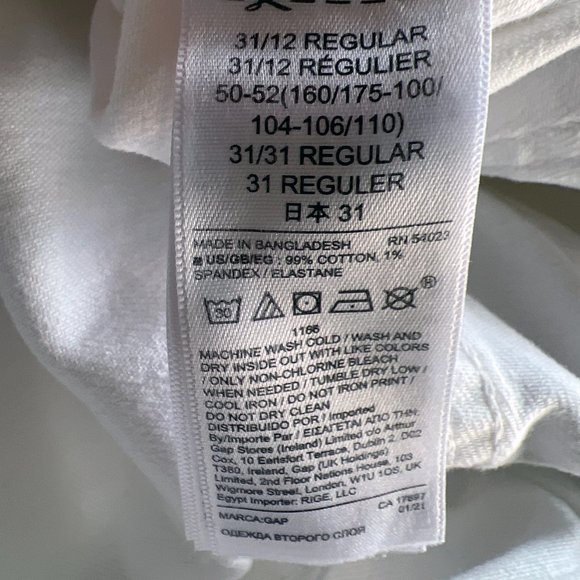 31/12 REGULAR
31/12 RÉGULIER
50-52(160/175-100/
104-106/110)
31/31 REGULAR
31 REGULER
日本 31
MADE IN BANGLADESH RN 54023
US/GB/EG : 99% COTTON, 1%
SPANDEX / ELASTANE
30
1166
MACHINE WASH COLD / WASH AND
DRY INSIDE OUT WITH LIKE COLORS
/ ONLY NON-CHLORINE BLEACH
WHEN NEEDED / TUMBLE DRY LOW /
COOL IRON / DO NOT IRON PRINT /
DO NOT DRY CLEAN
DISTRIBUIDO POR / Imported
By/Importe Par / ΕΙΣΑΓΕΤΑΙ ΑΠΟ ΤΗΝ:
Gap Stores (Ireland) Limited c/o Arthur
Cox, 10 Earlsfort Terrace, Dublin 2, D02
T380, Ireland, Gap (UK Holdings)
Limited, 2nd Floor Nations House, 103
Wigmore Street, London, W1U 1QS, UK
Egypt Importer: RIGE, LLC
CA 17897
01/21
MARCA:GAP
ОДЕЖДА ВТОРОГО СЛОЯ